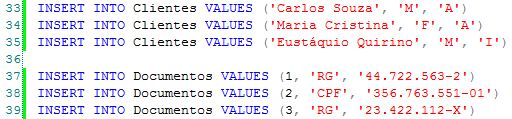 33 INSERT INTO Clientes VALUES ('Carlos Souza', 'M', 'A')
34 INSERT INTO Clientes VALUES ('Maria Cristina', 'F', 'A')
35 INSERT INTO Clientes VALUES ('Eustáquio Quirino', 'M', 'I')
36
37 INSERT INTO Documentos VALUES (1, 'RG', '44.722.563-2')
38 INSERT INTO Documentos VALUES (2, 'CPF', '356.763.551-01')
39 INSERT INTO Documentos VALUES (3, 'RG', '23.422.112-X')